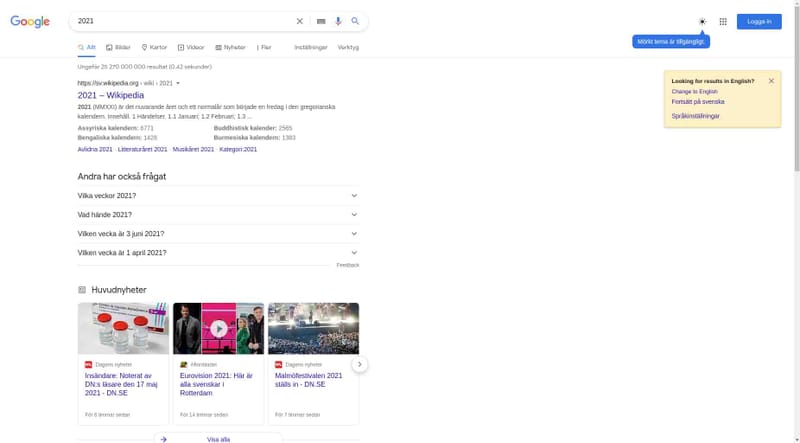 Google
2021
Logga in
Allt
Bilder
Kartor
Videor
Nyheter
Fler
Inställningar
Verktyg
Mörkt tema är tillgängligt.
Ungefär 25 270 000 000 resultat (0,42 sekunder)
https://sv.wikipedia.org › wiki › 2021
2021 – Wikipedia
2021 (MMXXI) är det nuvarande året och ett normalår som började en fredag i den gregorianska
kalendern. Innehåll. 1 Händelser. 1.1 Januari; 1.2 Februari; 1.3 ...
Assyriska kalendern: 6771
Buddhistisk kalender: 2565
Bengaliska kalendern: 1428
Burmesiska kalendern: 1383
Avlidna 2021 · Litteraturåret 2021 · Musikåret 2021 · Kategori:2021
Looking for results in English?
Change to English
Fortsätt på svenska
Språkinställningar
Andra har också frågat
Vilka veckor 2021?
Vad hände 2021?
Vilken vecka är 3 juni 2021?
Vilken vecka är 1 april 2021?
Feedback
Huvudnyheter
Dagens nyheter
Insändare: Noterat av
DN:s läsare den 17 maj
2021 - DN.SE
För 6 timmar sedan
Aftonbladet
Eurovision 2021: Här är
alla svenskar i
Rotterdam
För 14 timmar sedan
Dagens nyheter
Malmöfestivalen 2021
ställs in - DN.SE
För 7 timmar sedan
Visa alla